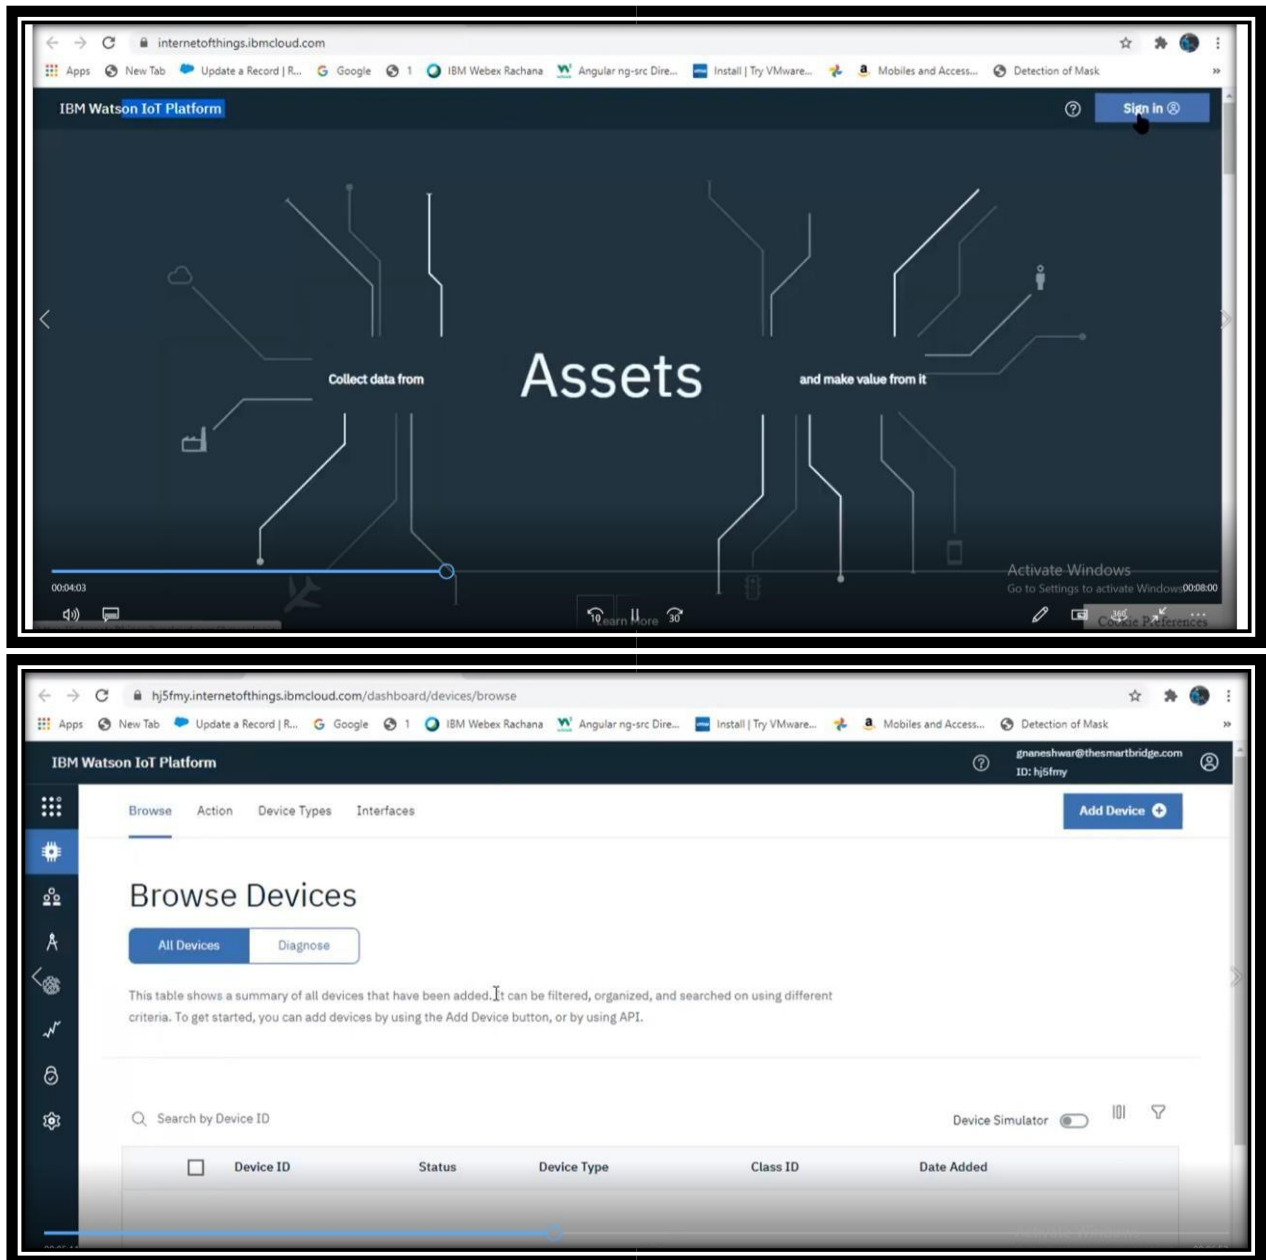 internetofthings.ibmcloud.com
Apps New Tab Update a Record | R... Google 1 IBM Webex Rachana Angular ng-src Dire... Install | Try VMware... Mobiles and Access... Detection of Mask
IBM Watson IoT Platform Sign in
Collect data from Assets and make value from it
Activate Windows
00:04:03 Go to Settings to activate Windows 00:08:00
10 Learn More 30 Cookie Preferences
hj5fmy.internetofthings.ibmcloud.com/dashboard/devices/browse
Apps New Tab Update a Record | R... Google 1 IBM Webex Rachana Angular ng-src Dire... Install | Try VMware... Mobiles and Access... Detection of Mask
IBM Watson IoT Platform gnaneshwar@thesmartbridge.com
ID: hj5fmy
Browse Action Device Types Interfaces Add Device
Browse Devices
All Devices Diagnose
This table shows a summary of all devices that have been added. It can be filtered, organized, and searched on using different
criteria. To get started, you can add devices by using the Add Device button, or by using API.
Search by Device ID Device Simulator
Device ID Status Device Type Class ID Date Added
Activate Windows